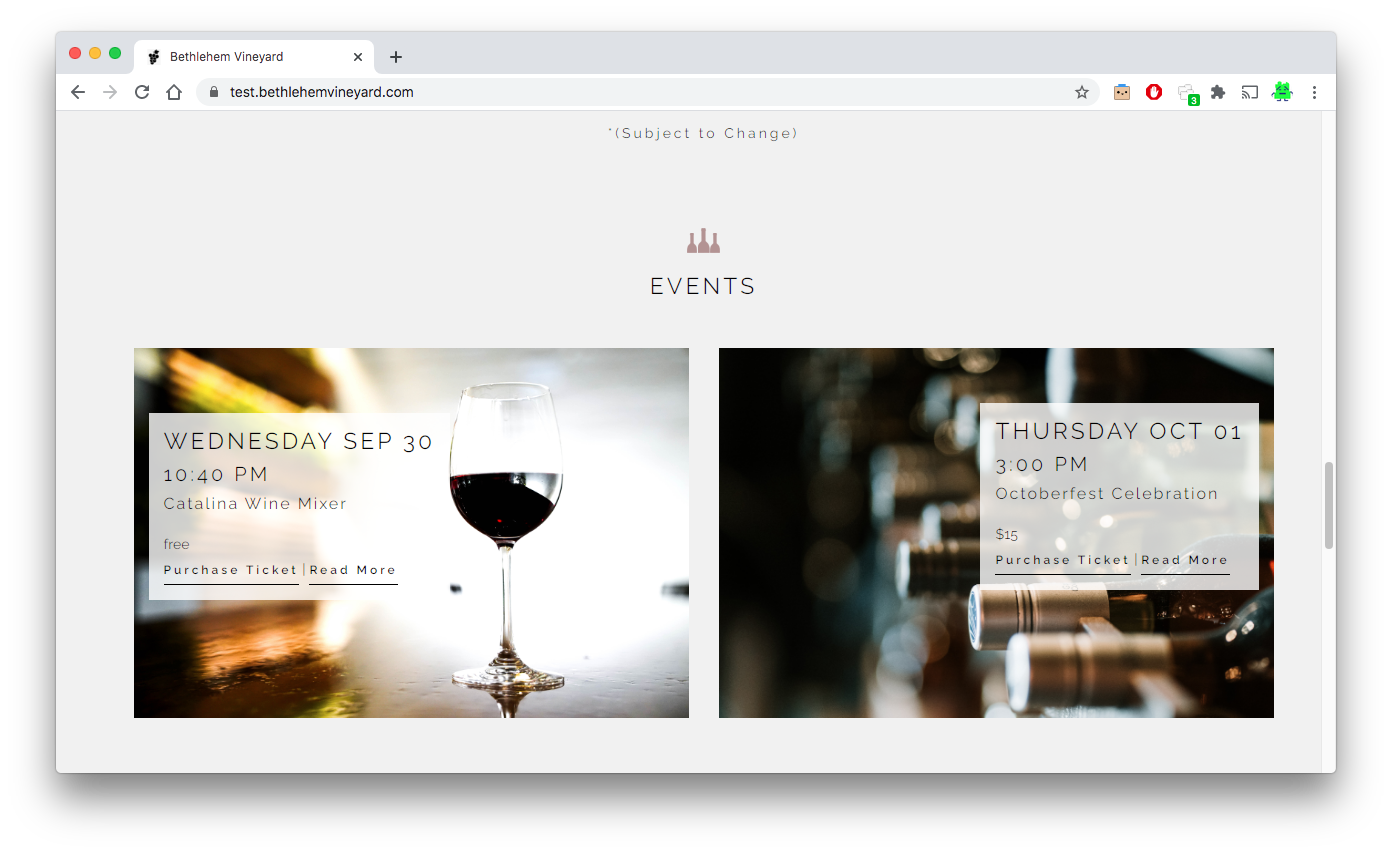 Bethlehem Vineyard
test.bethlehemvineyard.com
3
*(Subject to Change)
EVENTS
WEDNESDAY SEP 30
10:40 PM
Catalina Wine Mixer
free
Purchase Ticket | Read More
THURSDAY OCT 01
3:00 PM
Octoberfest Celebration
$15
Purchase Ticket | Read More